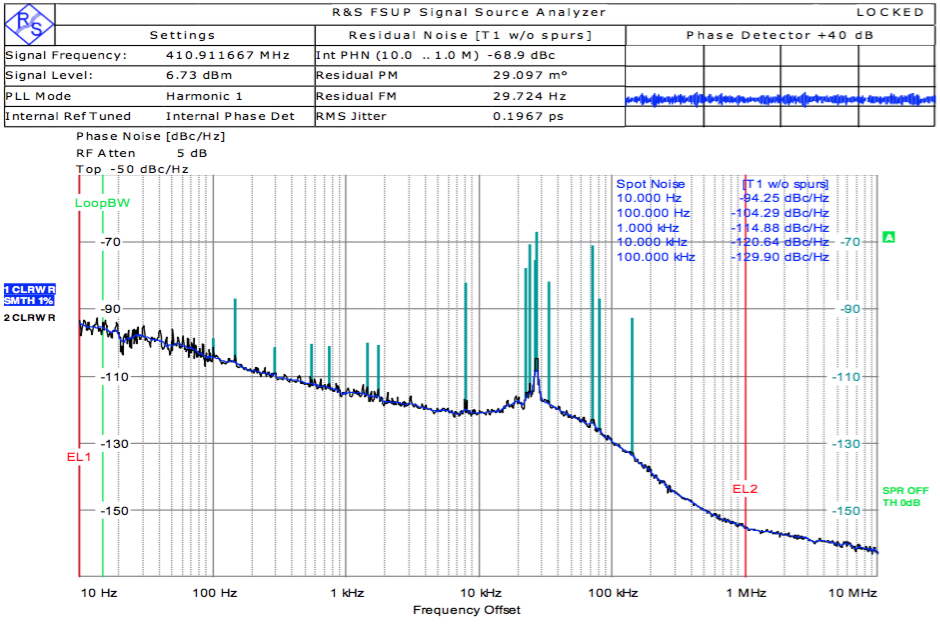 R&S FSUP Signal Source Analyzer LOCKED
R&S
Settings Residual Noise [T1 w/o spurs] Phase Detector +40 dB
Signal Frequency: 410.911667 MHz Int PHN (10.0 .. 1.0 M) -68.9 dBc
Signal Level: 6.73 dBm Residual PM 29.097 m°
PLL Mode Harmonic 1 Residual FM 29.724 Hz
Internal Ref Tuned Internal Phase Det RMS Jitter 0.1967 ps
Phase Noise [dBc/Hz]
RF Atten 5 dB
Top -50 dBc/Hz
Spot Noise [T1 w/o spurs]
10.000 Hz -94.25 dBc/Hz
LoopBW
100.000 Hz -104.29 dBc/Hz
1.000 kHz -114.88 dBc/Hz
-70 10.000 kHz -120.64 dBc/Hz -70 A
100.000 kHz -129.90 dBc/Hz
1 CLRWR
SMTH 1%
-90 -90
2 CLRWR
-110 -110
-130 -130
EL1
EL2
SPR OFF
TH 0dB
-150 -150
10 Hz 100 Hz 1 kHz 10 kHz 100 kHz 1 MHz 10 MHz
Frequency Offset